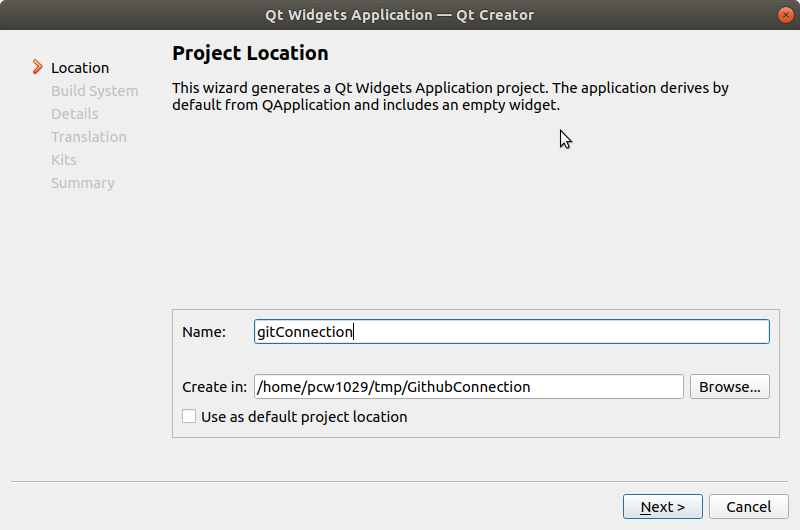 Qt Widgets Application — Qt Creator
Location
Build System
Details
Translation
Kits
Summary
Project Location
This wizard generates a Qt Widgets Application project. The application derives by
default from QApplication and includes an empty widget.
Name: gitConnection
Create in: /home/pcw1029/tmp/GithubConnection Browse...
Use as default project location
Next > Cancel